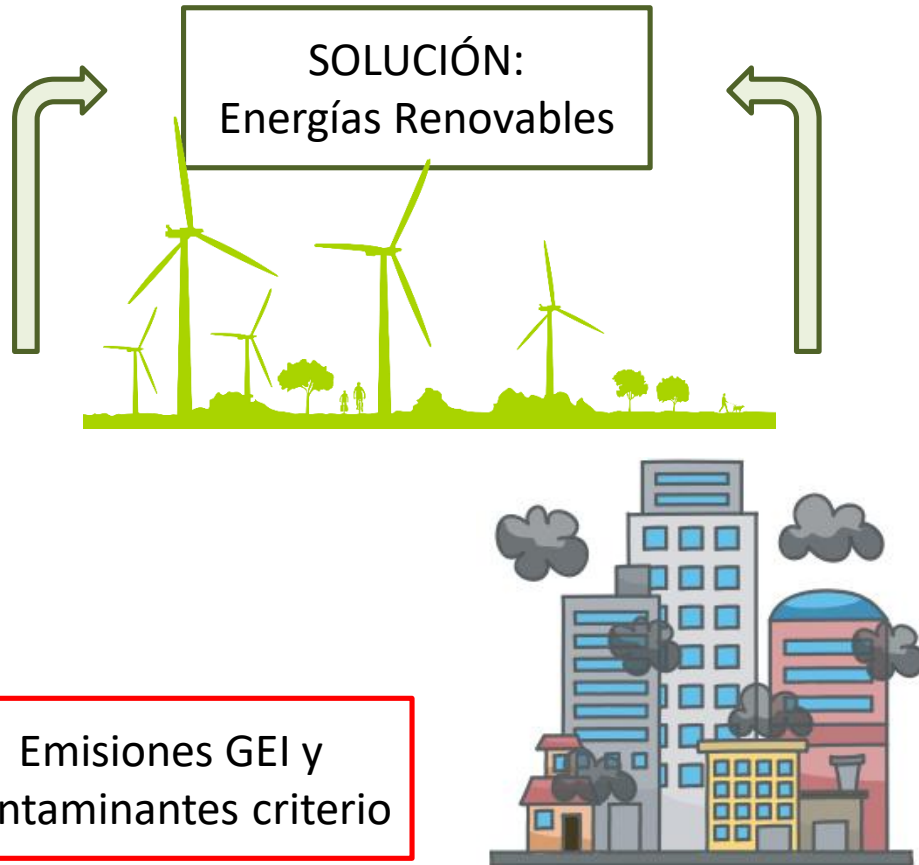 SOLUCIÓN:
Energías Renovables
Emisiones GEI y
ntaminantes criterio